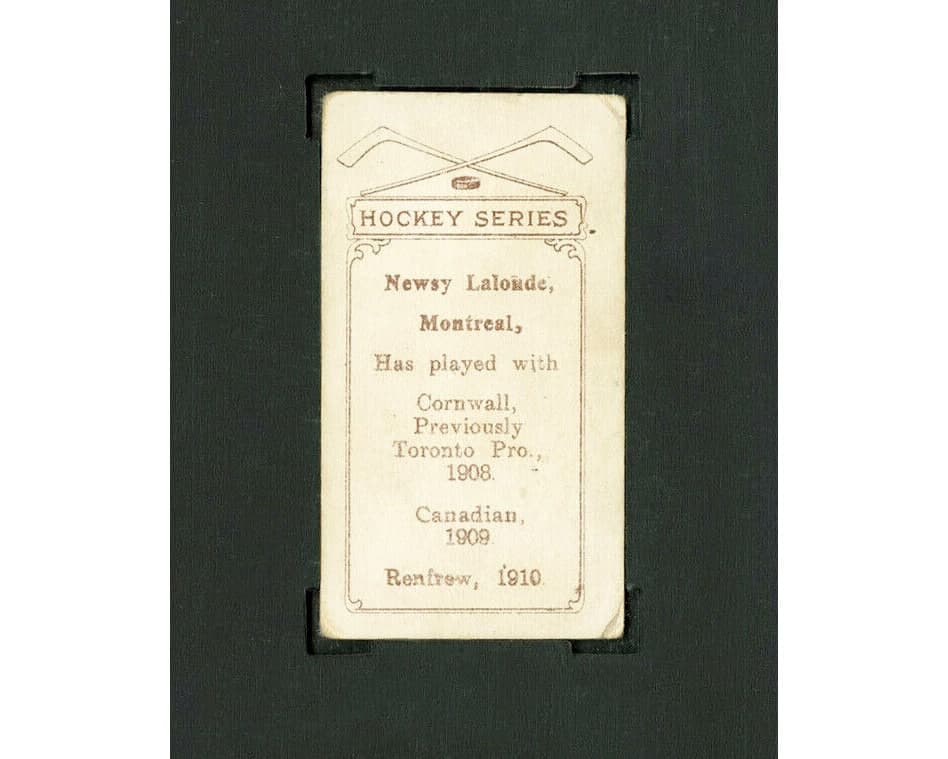 HOCKEY SERIES
Newsy Lalonde,
Montreal,
Has played with
Cornwall,
Previously
Toronto Pro.,
1908.
Canadian,
1909.
Renfrew, 1910.